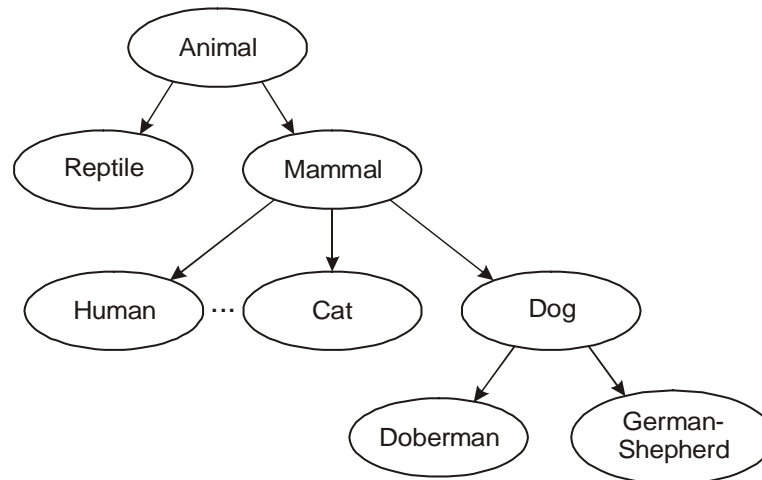 Animal
Reptile
Mammal
Human
...
Cat
Dog
Doberman
German-
Shepherd